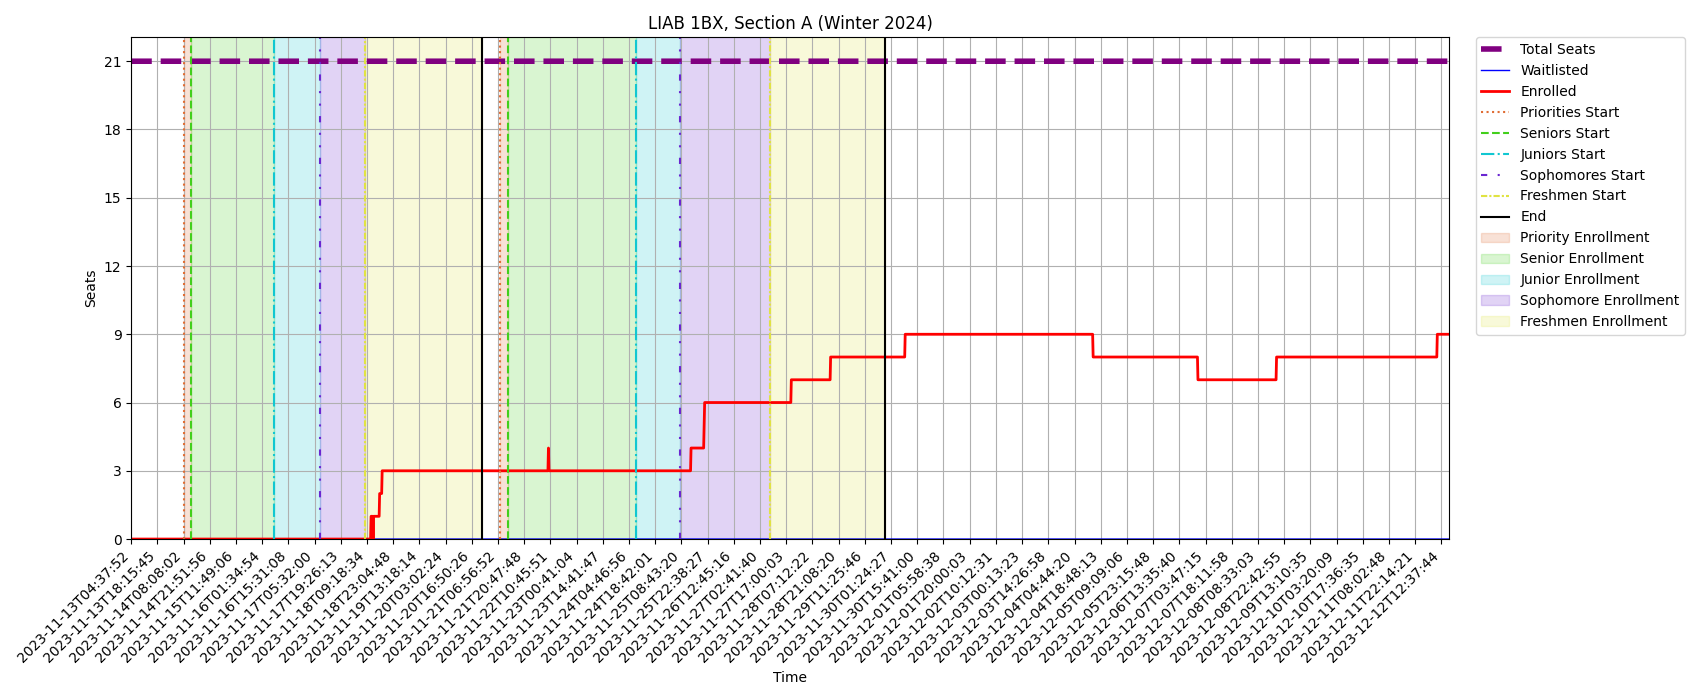 LIAB 1BX, Section A (Winter 2024)
Seats
21
18
15
12
9
6
3
0
2023-11-13T04:37:52
2023-11-13T18:15:45
2023-11-14T08:08:02
2023-11-14T21:51:56
2023-11-15T11:49:06
2023-11-16T01:34:54
2023-11-16T15:31:08
2023-11-17T05:32:00
2023-11-17T19:26:13
2023-11-18T09:18:34
2023-11-18T23:04:48
2023-11-19T13:18:14
2023-11-20T03:02:24
2023-11-20T16:50:26
2023-11-21T06:56:52
2023-11-21T20:47:48
2023-11-22T10:45:51
2023-11-23T00:41:04
2023-11-23T14:41:47
2023-11-24T04:46:56
2023-11-24T18:42:01
2023-11-25T08:43:20
2023-11-25T22:38:27
2023-11-26T12:45:16
2023-11-27T02:41:40
2023-11-27T17:00:03
2023-11-28T07:12:22
2023-11-28T21:08:20
2023-11-29T11:25:46
2023-11-30T01:24:27
2023-11-30T15:41:00
2023-12-01T05:58:38
2023-12-01T20:00:03
2023-12-02T10:12:31
2023-12-03T00:13:23
2023-12-03T14:26:58
2023-12-04T04:44:20
2023-12-04T18:48:13
2023-12-05T09:09:06
2023-12-05T23:15:48
2023-12-06T13:35:40
2023-12-07T03:47:15
2023-12-07T18:11:58
2023-12-08T08:33:03
2023-12-08T22:42:55
2023-12-09T13:10:35
2023-12-10T03:20:09
2023-12-10T17:36:35
2023-12-11T08:02:48
2023-12-11T22:14:21
2023-12-12T12:37:44
Time
Total Seats
Waitlisted
Enrolled
Priorities Start
Seniors Start
Juniors Start
Sophomores Start
Freshmen Start
End
Priority Enrollment
Senior Enrollment
Junior Enrollment
Sophomore Enrollment
Freshmen Enrollment